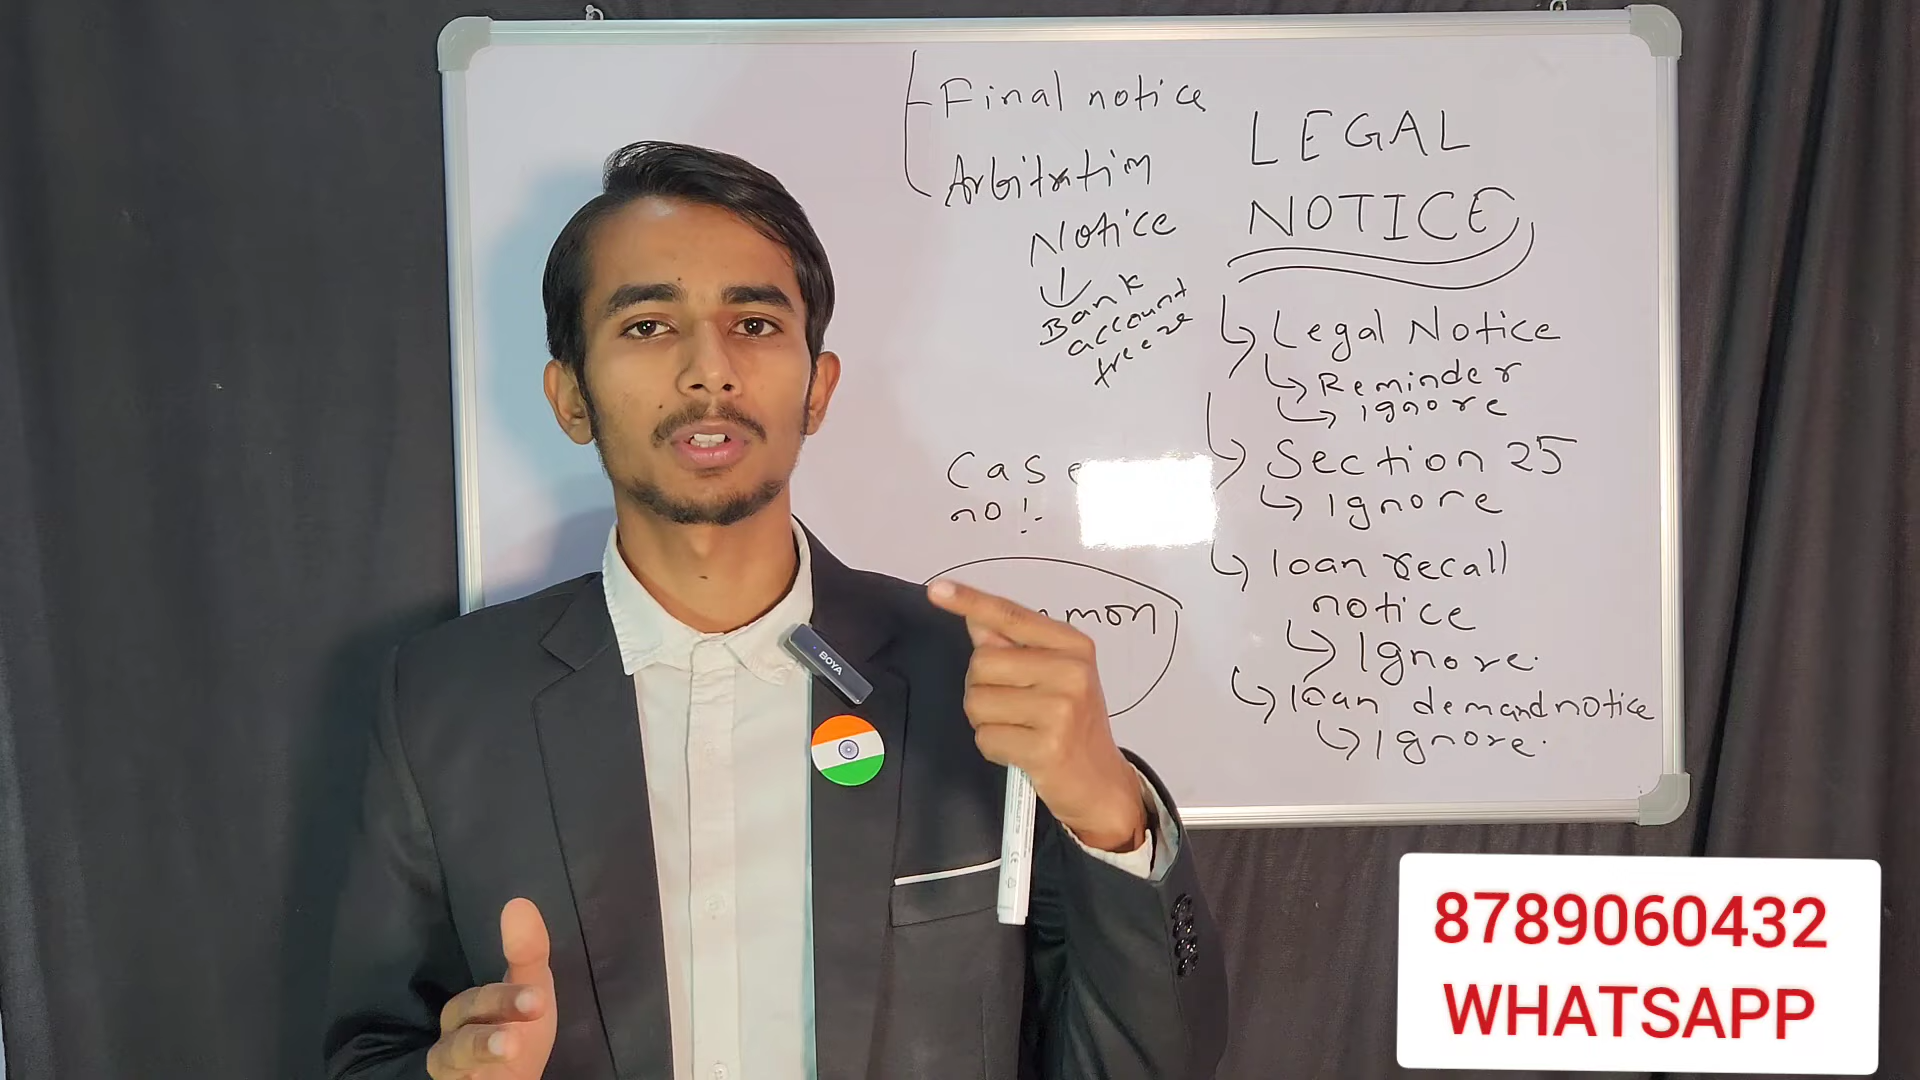 Final notice
Arbitration
Notice
Bank
account
freeze
Case
no:-
mmon
LEGAL
NOTICE
Legal Notice
Reminder
ignore
Section 25
Ignore
loan recall
notice
Ignore.
loan demand notice
Ignore.
BOYA
8789060432
WHATSAPP